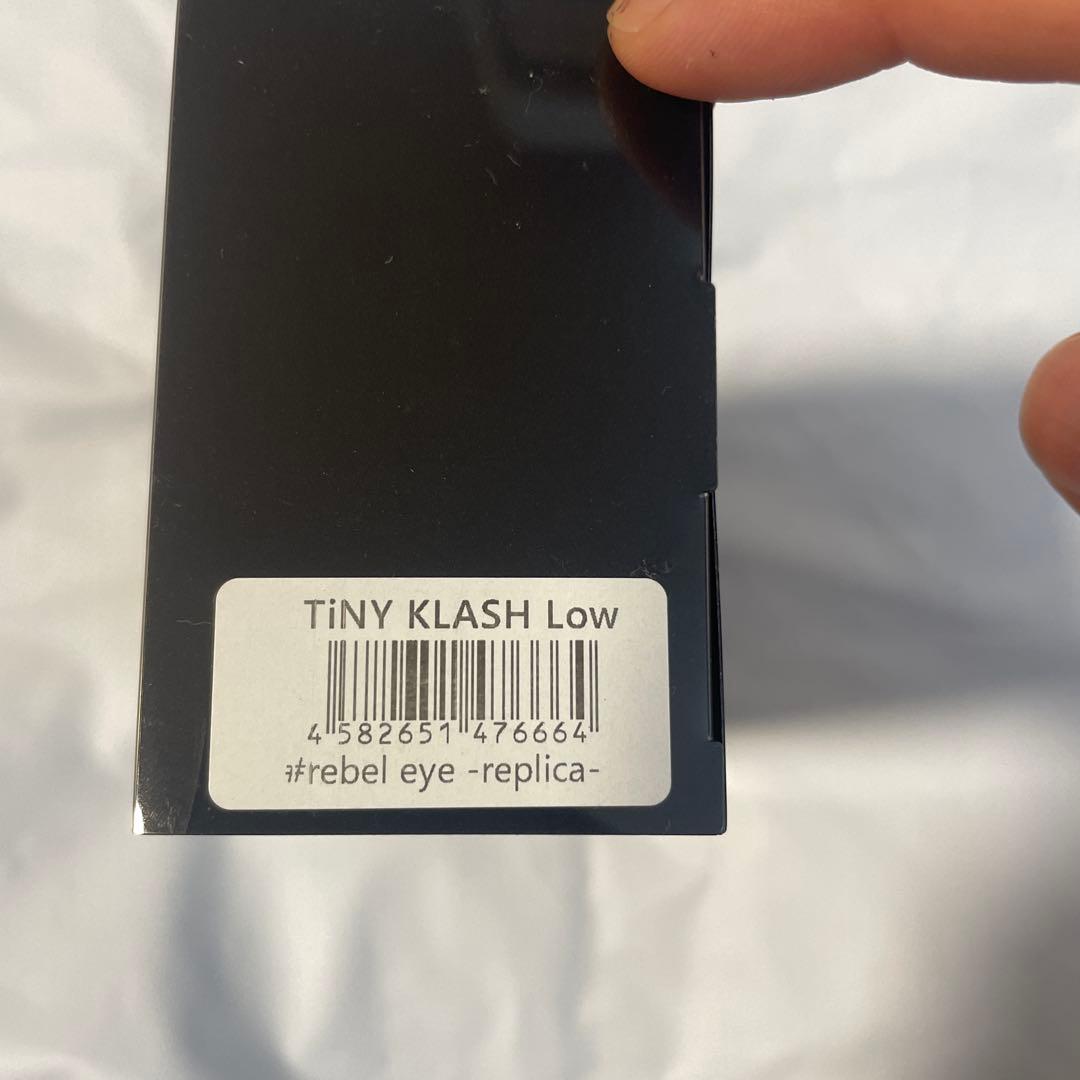 TiNY KLASH Low
4 582651 476664
#rebel eye -replica-